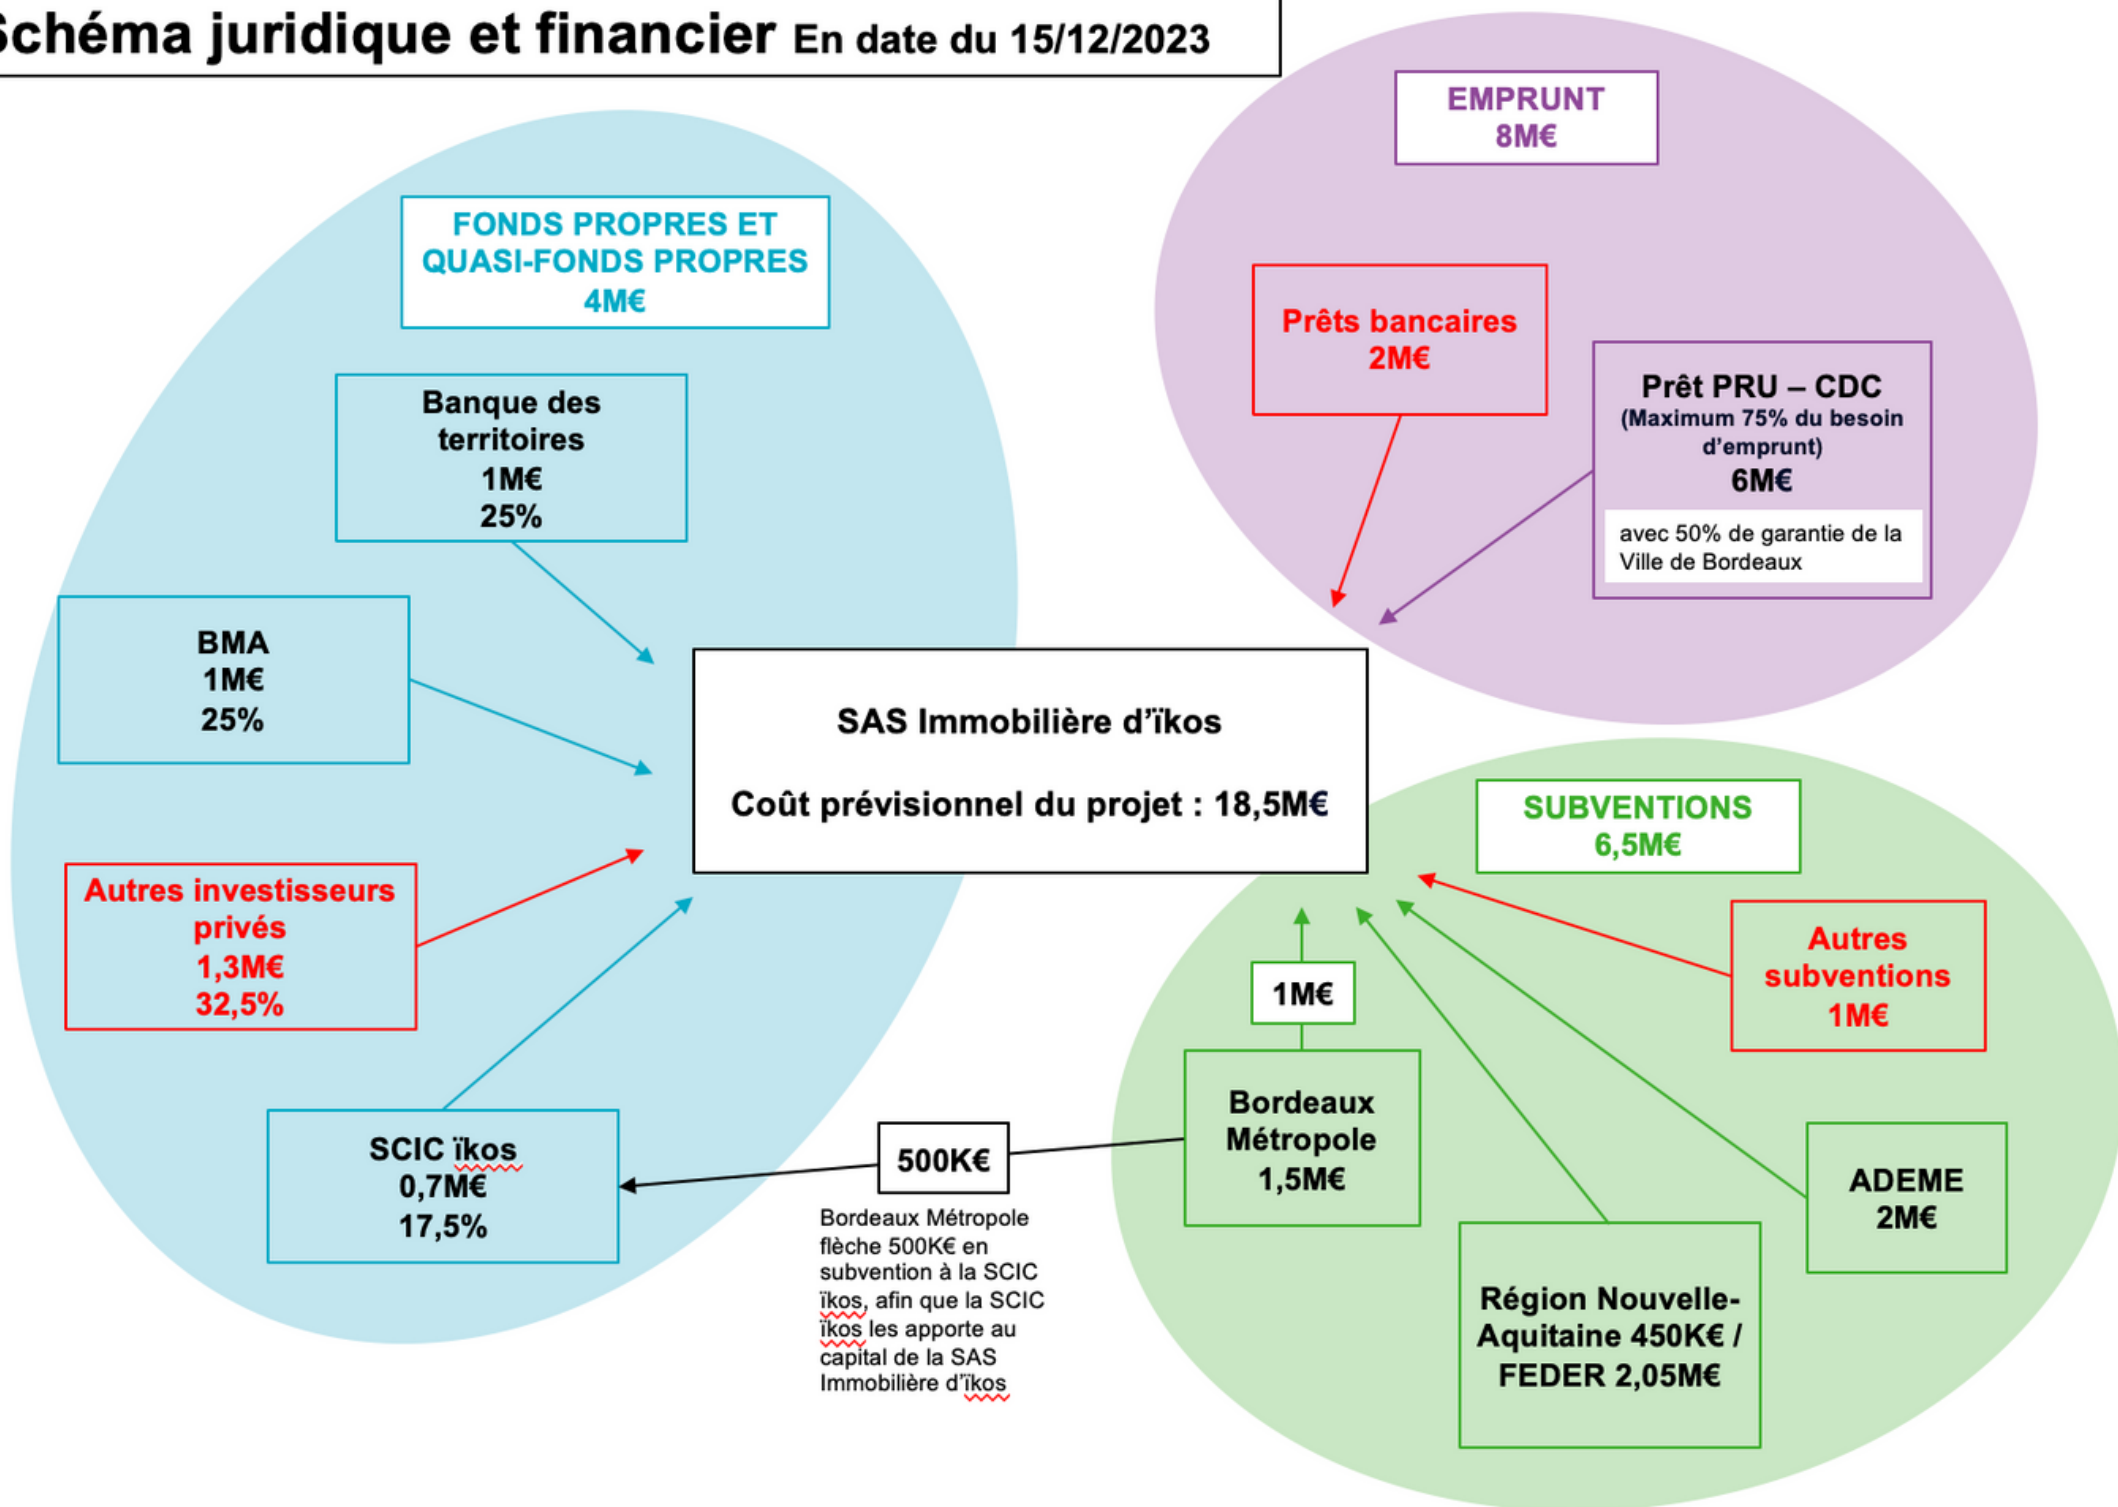 Schéma juridique et financier En date du 15/12/2023
EMPRUNT
8M€
FONDS PROPRES ET
QUASI-FONDS PROPRES
4M€
Prêts bancaires
2M€
Prêt PRU – CDC
(Maximum 75% du besoin
d’emprunt)
6M€
avec 50% de garantie de la
Ville de Bordeaux
Banque des
territoires
1M€
25%
BMA
1M€
25%
SAS Immobilière d’ïkos
Coût prévisionnel du projet : 18,5M€
SUBVENTIONS
6,5M€
Autres investisseurs
privés
1,3M€
32,5%
Autres
subventions
1M€
1M€
Bordeaux
Métropole
1,5M€
SCIC ïkos
0,7M€
17,5%
500K€
Bordeaux Métropole
flèche 500K€ en
subvention à la SCIC
ïkos, afin que la SCIC
ïkos les apporte au
capital de la SAS
Immobilière d’ïkos
ADEME
2M€
Région Nouvelle-
Aquitaine 450K€ /
FEDER 2,05M€